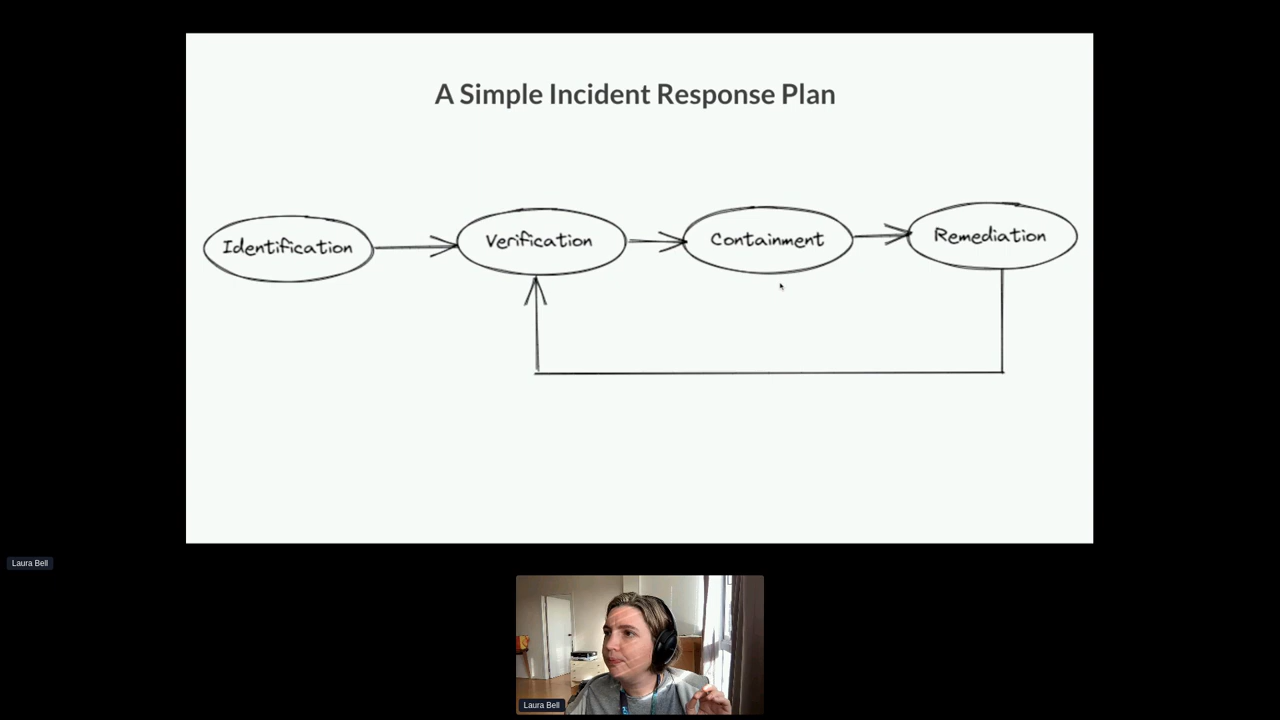 A Simple Incident Response Plan
Identification
Verification
Containment
Remediation
Laura Bell
Laura Bell